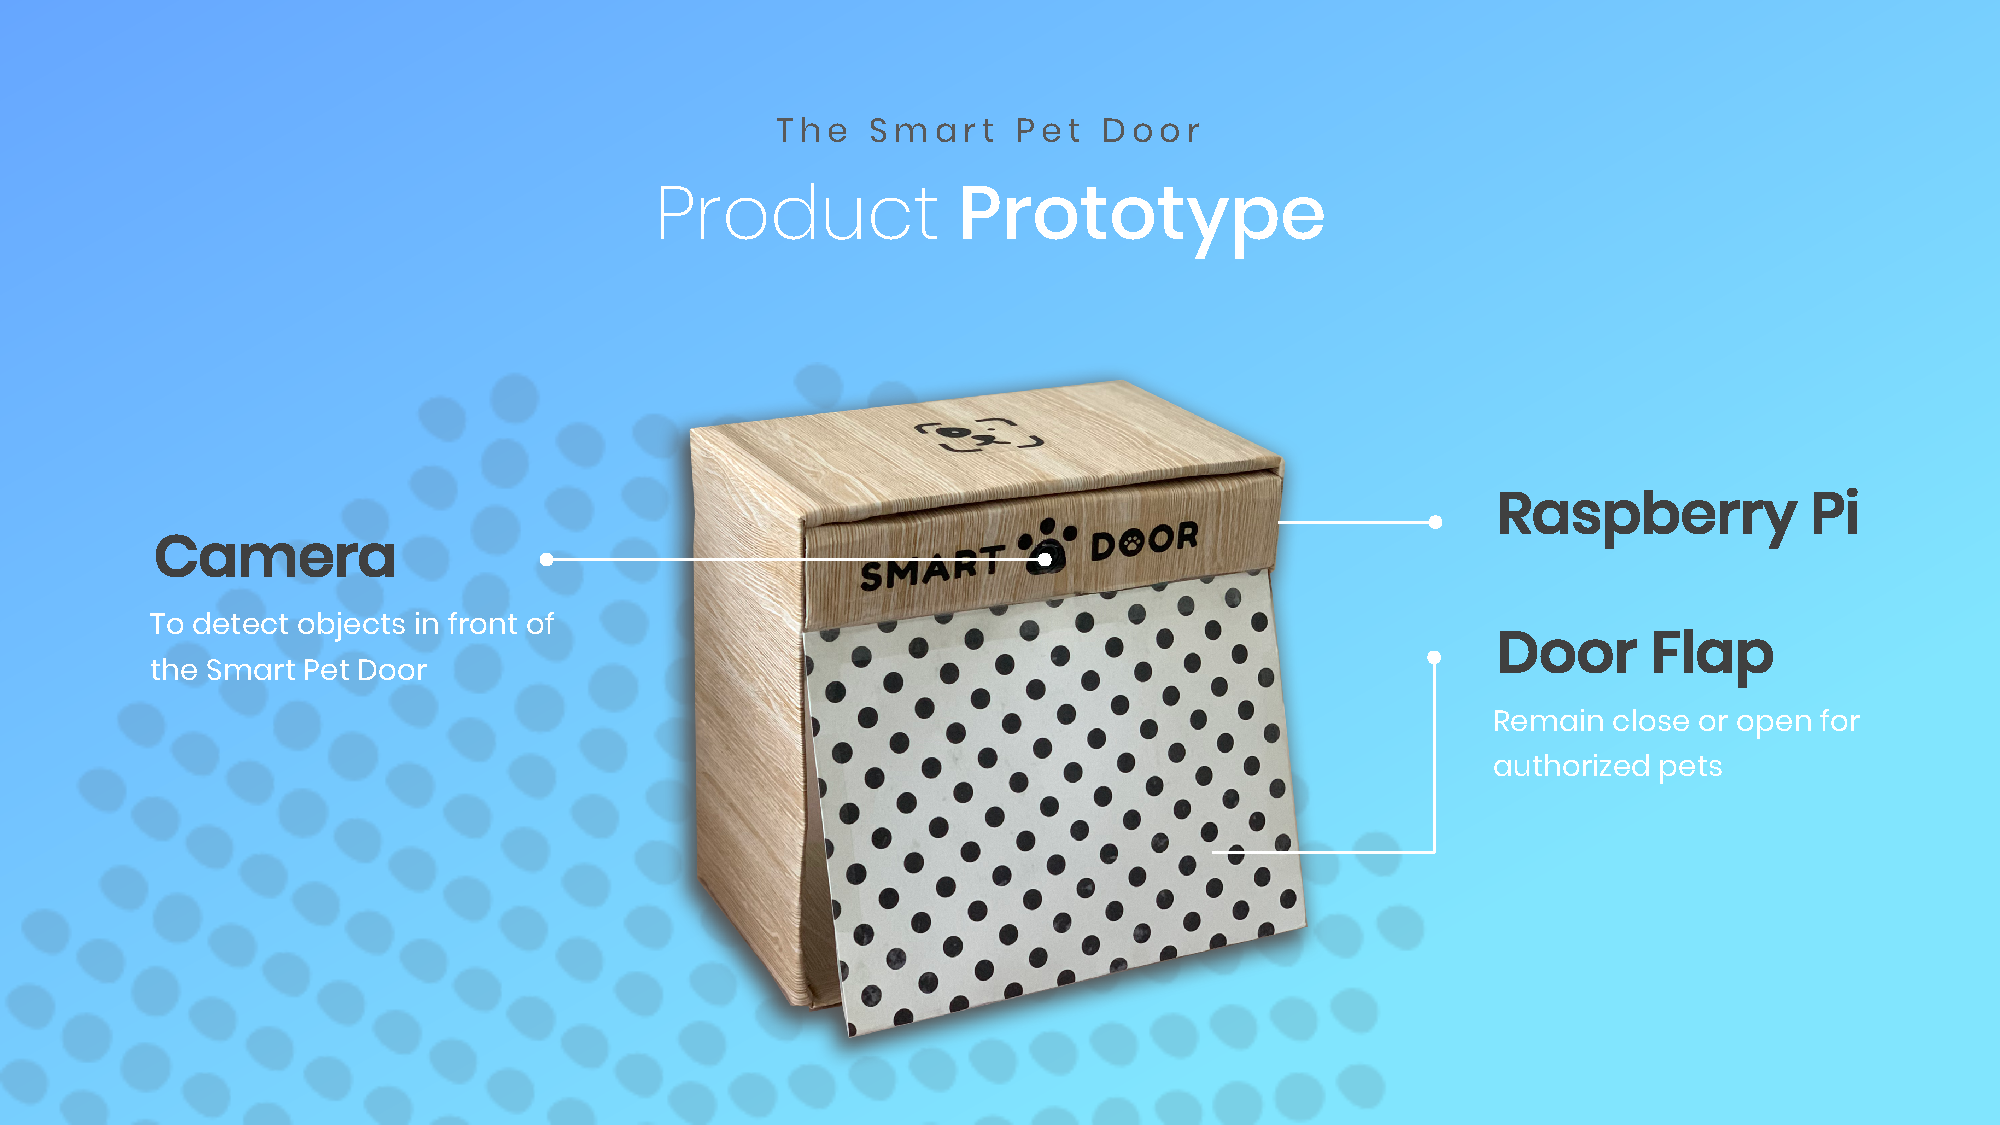 The Smart Pet Door
Product Prototype
SMART DOOR
Camera
To detect objects in front of
the Smart Pet Door
Raspberry Pi
Door Flap
Remain close or open for
authorized pets